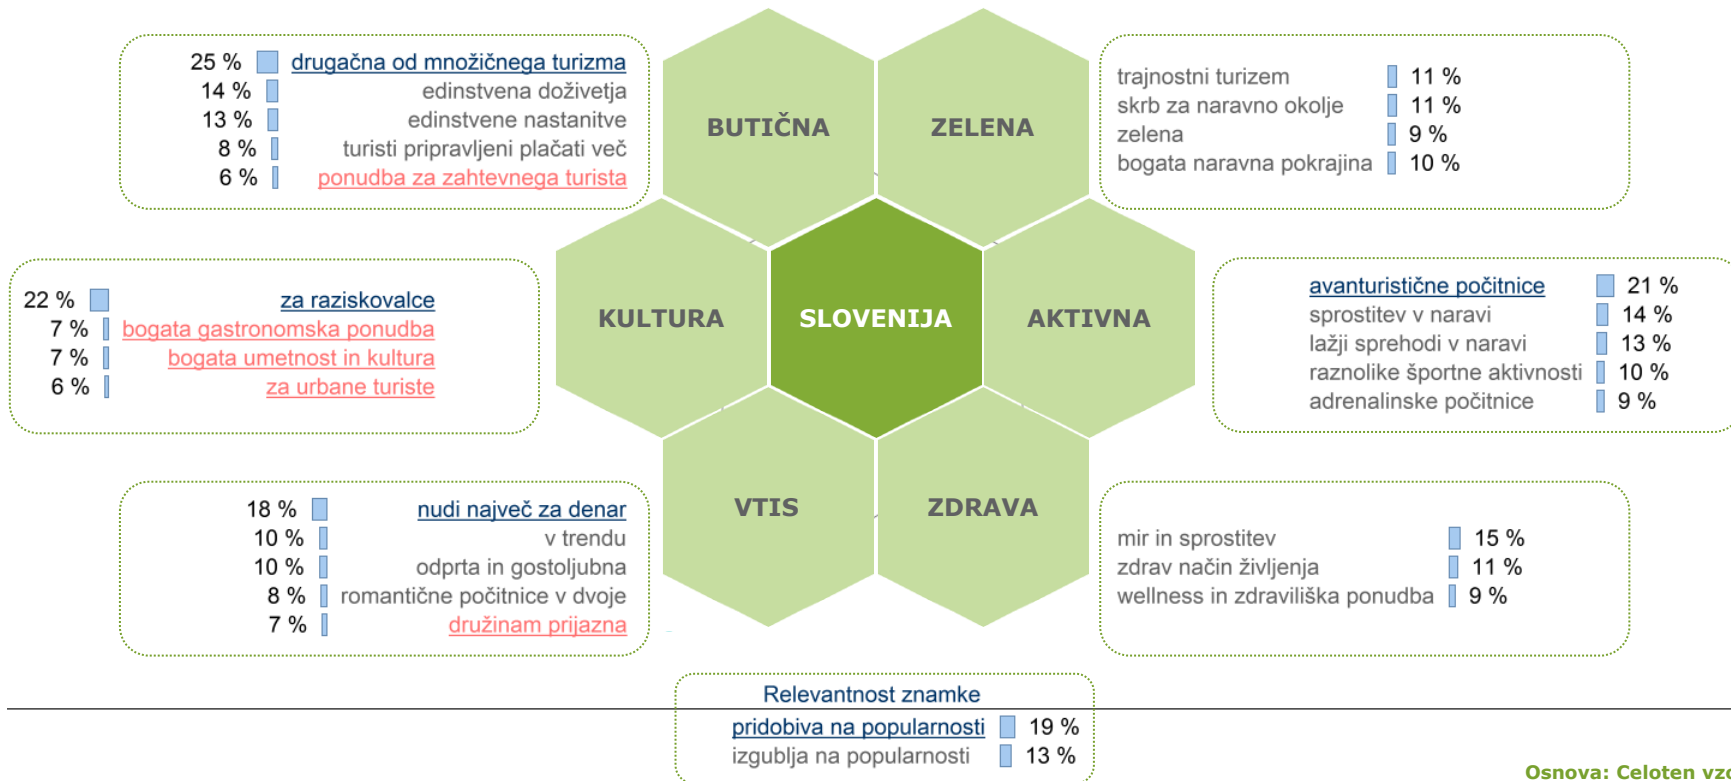 25 % drugačna od množičnega turizma
14 % edinstvena doživetja
13 % edinstvene nastanitve
8 % turisti pripravljeni plačati več
6 % ponudba za zahtevnega turista
BUTIČNA
ZELENA
trajnostni turizem 11 %
skrb za naravno okolje 11 %
zelena 9 %
bogata naravna pokrajina 10 %
22 % za raziskovalce
7 % bogata gastronomska ponudba
7 % bogata umetnost in kultura
6 % za urbane turiste
KULTURA
SLOVENIJA
AKTIVNA
avanturistične počitnice 21 %
sprostitev v naravi 14 %
lažji sprehodi v naravi 13 %
raznolike športne aktivnosti 10 %
adrenalinske počitnice 9 %
18 % nudi največ za denar
10 % v trendu
10 % odprta in gostoljubna
8 % romantične počitnice v dvoje
7 % družinam prijazna
VTIS
ZDRAVA
mir in sprostitev 15 %
zdrav način življenja 11 %
wellness in zdraviliška ponudba 9 %
Relevantnost znamke
pridobiva na popularnosti 19 %
izgublja na popularnosti 13 %
Osnova: Celoten